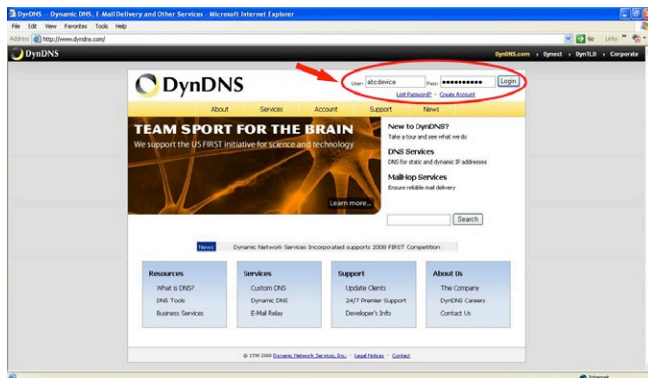 DynDNS -- Dynamic DNS, E-Mail Delivery and Other Services - Microsoft Internet Explorer
File Edit View Favorites Tools Help
Address http://www.dyndns.com/ Go Links
DynDNS DynDNS.com Dynect DynTLD Corporate
DynDNS User: abcdevice Pass: Login
Lost Password? - Create Account
About Services Account Support News
TEAM SPORT FOR THE BRAIN
We support the US FIRST initiative for science and technology
Learn more...
New to DynDNS?
Take a tour and see what we do
DNS Services
DNS for static and dynamic IP addresses
MailHop Services
Ensure reliable mail delivery
Search
News Dynamic Network Services Incorporated supports 2008 FIRST Competition
Resources Services Support About Us
What is DNS? Custom DNS Update Clients The Company
DNS Tools Dynamic DNS 24/7 Premier Support DynDNS Careers
Business Services E-Mail Relay Developer's Info Contact Us
© 1998-2008 Dynamic Network Services, Inc. - Legal Notices - Contact
Internet